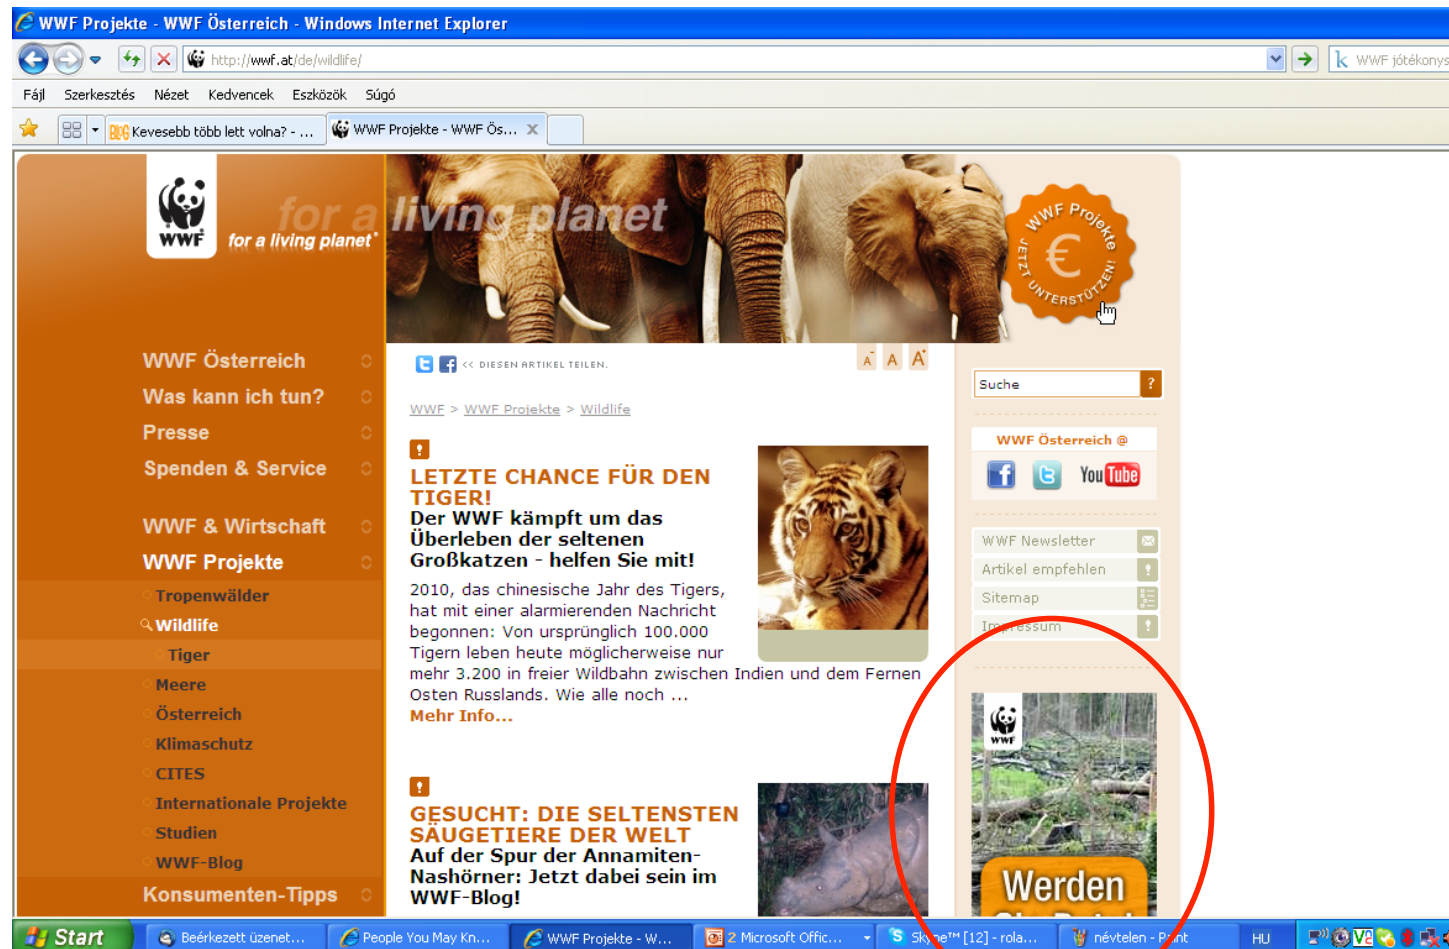 WWF Projekte - WWF Österreich - Windows Internet Explorer
http://wwf.at/de/wildlife/
WWF jótékonys
Fájl Szerkesztés Nézet Kedvencek Eszközök Súgó
BLOG Kevesebb több lett volna? - ...
WWF Projekte - WWF Ös... X
WWF
for a living planet
for a living planet®
WWF Projekte
JETZT UNTERSTÜTZEN!
€
WWF Österreich
Was kann ich tun?
Presse
Spenden & Service
WWF & Wirtschaft
WWF Projekte
Tropenwälder
Wildlife
Tiger
Meere
Österreich
Klimaschutz
CITES
Internationale Projekte
Studien
WWF-Blog
Konsumenten-Tipps
<< DIESEN ARTIKEL TEILEN.
A- A A+
WWF > WWF Projekte > Wildlife
LETZTE CHANCE FÜR DEN
TIGER!
Der WWF kämpft um das
Überleben der seltenen
Großkatzen - helfen Sie mit!
2010, das chinesische Jahr des Tigers,
hat mit einer alarmierenden Nachricht
begonnen: Von ursprünglich 100.000
Tigern leben heute möglicherweise nur
mehr 3.200 in freier Wildbahn zwischen Indien und dem Fernen
Osten Russlands. Wie alle noch ...
Mehr Info...
GESUCHT: DIE SELTENSTEN
SÄUGETIERE DER WELT
Auf der Spur der Annamiten-
Nashörner: Jetzt dabei sein im
WWF-Blog!
Suche ?
WWF Österreich @
You Tube
WWF Newsletter
Artikel empfehlen
Sitemap
Impressum
WWF
Werden
Start
Beérkezett üzenet...
People You May Kn...
WWF Projekte - W...
2 Microsoft Offic...
Skype™ [12] - rola...
névtelen - Paint
HU